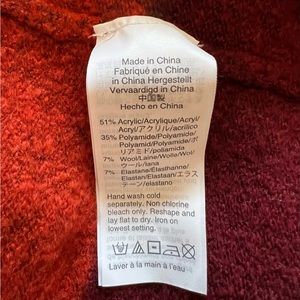 Made in China
Fabriqué en Chine
in China Hergestellt
Vervaardigd in China
中国製
Hecho en China
51% Acrylic/Acrylique/Acryl/
Acryl/アクリル/acrilico
35% Polyamide/Polyamide/
Polyamid/Polyamide/ポ
リアミド/poliamida
7% Wool/Laine/Wolle/Wol/
ウール/lana
7% Elastane/Élasthanne/
Elastan/Elastaan/エラス
テーン/elastano
Hand wash cold
separately. Non chlorine
bleach only. Reshape and
lay flat to dry. Iron on
lowest setting.
Laver à la main à l'eau